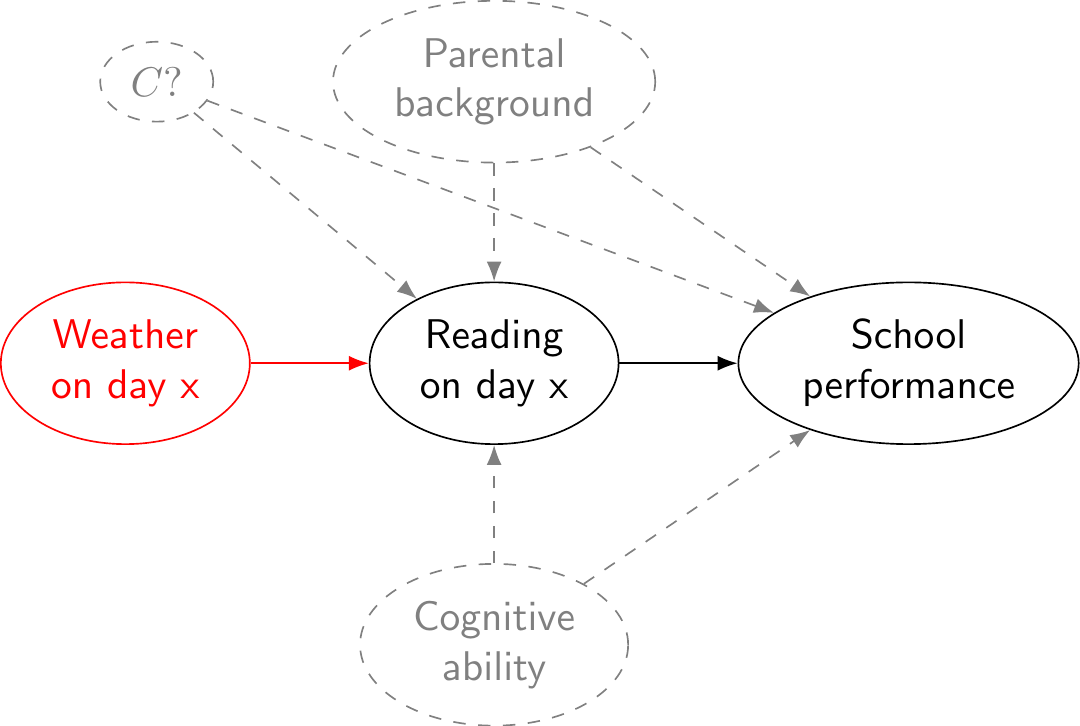 C?
Parental
background
Weather
on day x
Reading
on day x
School
performance
Cognitive
ability